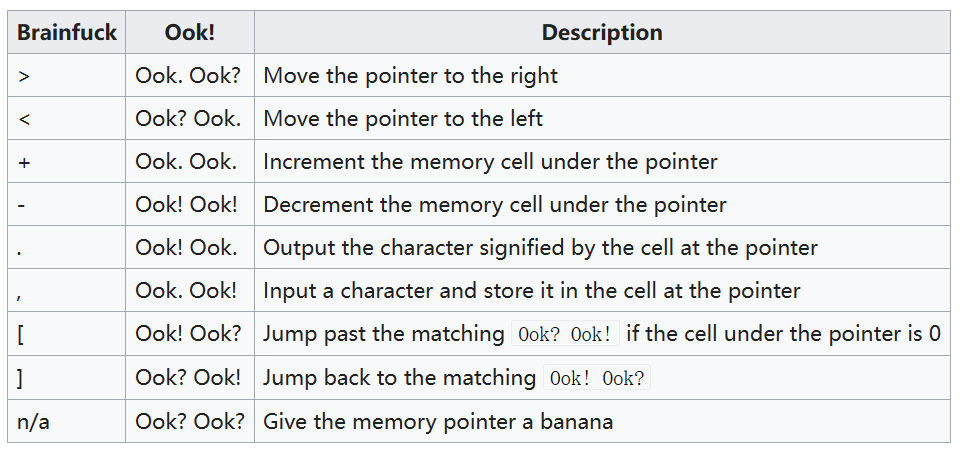 Brainfuck Ook! Description
> Ook. Ook? Move the pointer to the right
< Ook? Ook. Move the pointer to the left
+ Ook. Ook. Increment the memory cell under the pointer
- Ook! Ook! Decrement the memory cell under the pointer
. Ook! Ook. Output the character signified by the cell at the pointer
, Ook. Ook! Input a character and store it in the cell at the pointer
[ Ook! Ook? Jump past the matching Ook? Ook! if the cell under the pointer is 0
] Ook? Ook! Jump back to the matching Ook! Ook?
n/a Ook? Ook? Give the memory pointer a banana